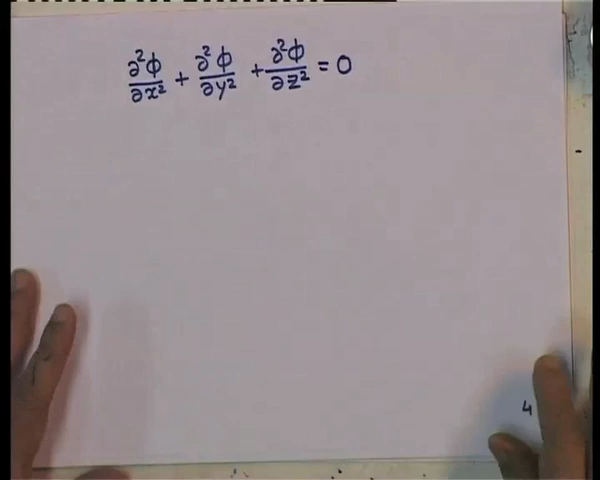 ∂²ϕ/∂x² + ∂²ϕ/∂y² + ∂²ϕ/∂z² = 0
4